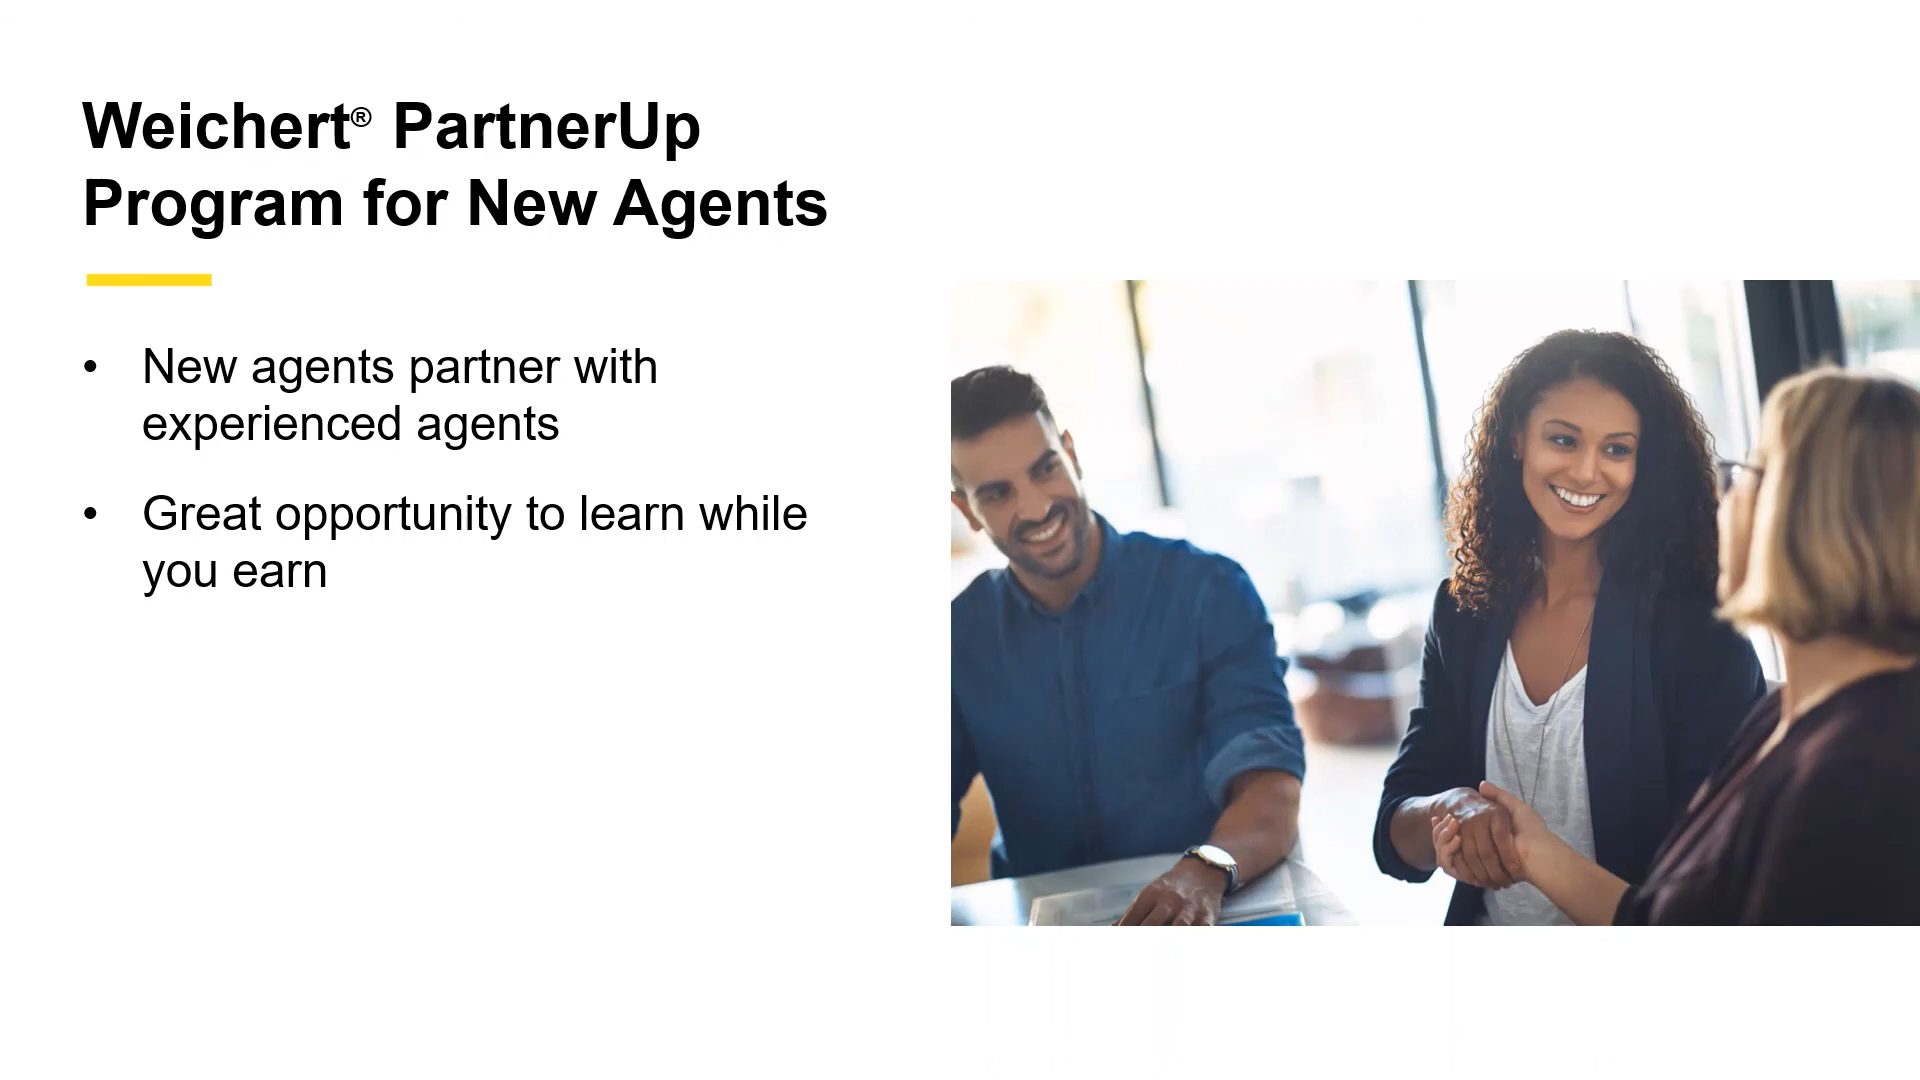 Weichert® PartnerUp
Program for New Agents
• New agents partner with
experienced agents
• Great opportunity to learn while
you earn